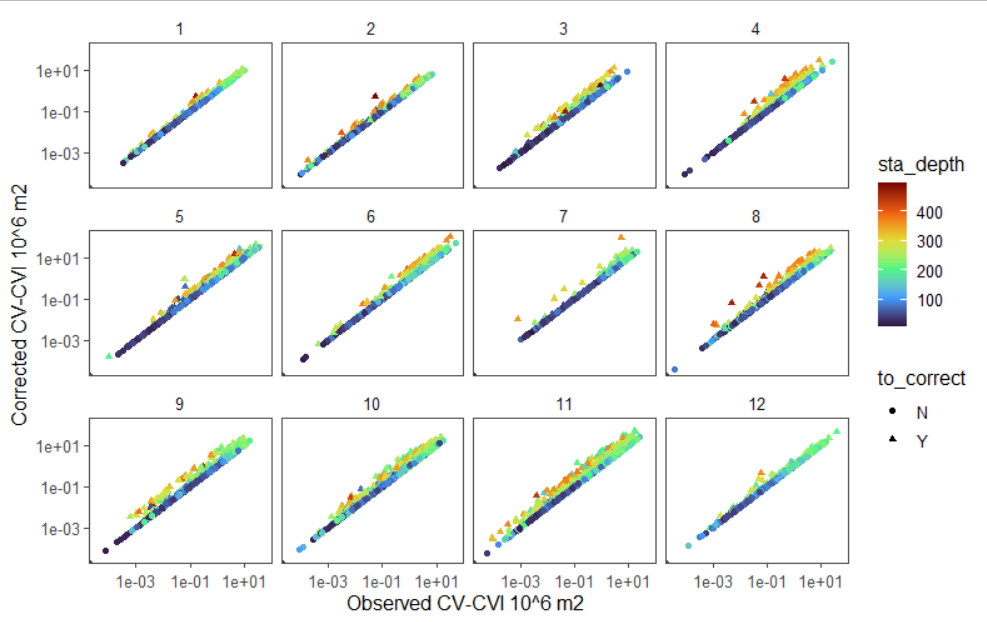 1 2 3 4
1e+01
1e-01
1e-03
5 6 7 8
1e+01
1e-01
1e-03
9 10 11 12
1e+01
1e-01
1e-03
1e-03 1e-01 1e+01 1e-03 1e-01 1e+01 1e-03 1e-01 1e+01 1e-03 1e-01 1e+01
Observed CV-CVI 10^6 m2
Corrected CV-CVI 10^6 m2
sta_depth
400
300
200
100
to_correct
N
Y